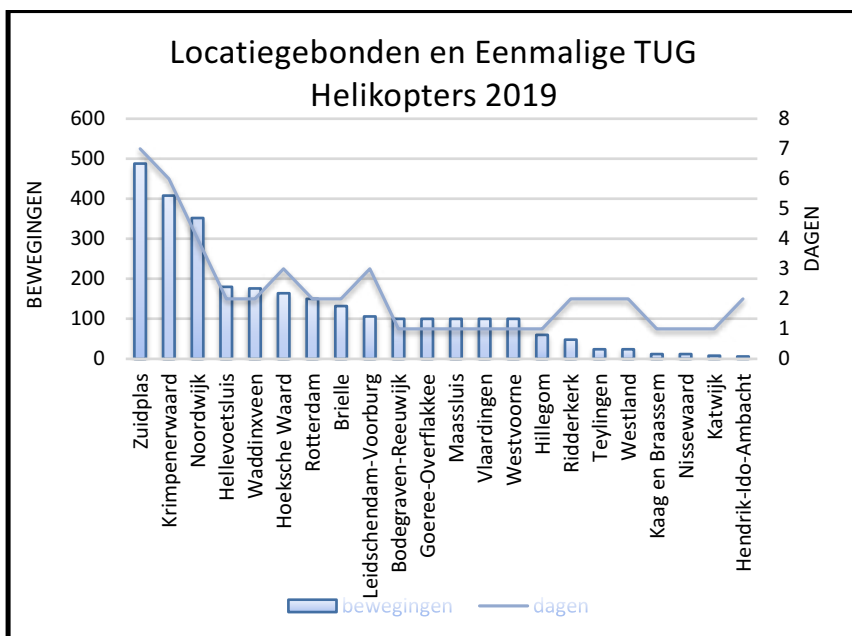 Locatiegebonden en Eenmalige TUG
Helikopters 2019
BEWEGINGEN
600
500
400
300
200
100
0
8
7
6
5
4
3
2
1
0
DAGEN
Zuidplas
Krimpenerwaard
Noordwijk
Hellevoetsluis
Waddinxveen
Hoeksche Waard
Rotterdam
Brielle
Leidschendam-Voorburg
Bodegraven-Reeuwijk
Goeree-Overflakkee
Maassluis
Vlaardingen
Westvoorne
Hillegom
Ridderkerk
Teylingen
Westland
Kaag en Braassem
Nissewaard
Katwijk
Hendrik-Ido-Ambacht
bewegingen dagen